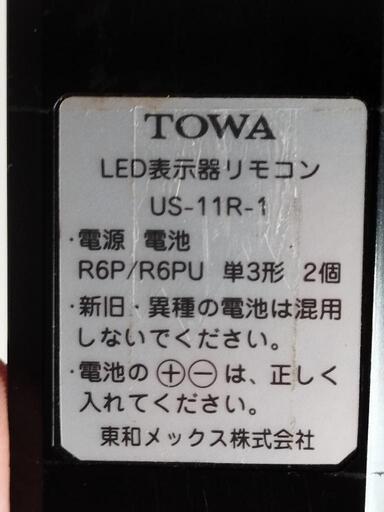 TOWA
LED表示器リモコン
US-11R-1
・電源 電池
R6P/R6PU 単3形 2個
・新旧・異種の電池は混用
しないでください。
・電池の⊕⊖は、正しく
入れてください。
東和メックス株式会社